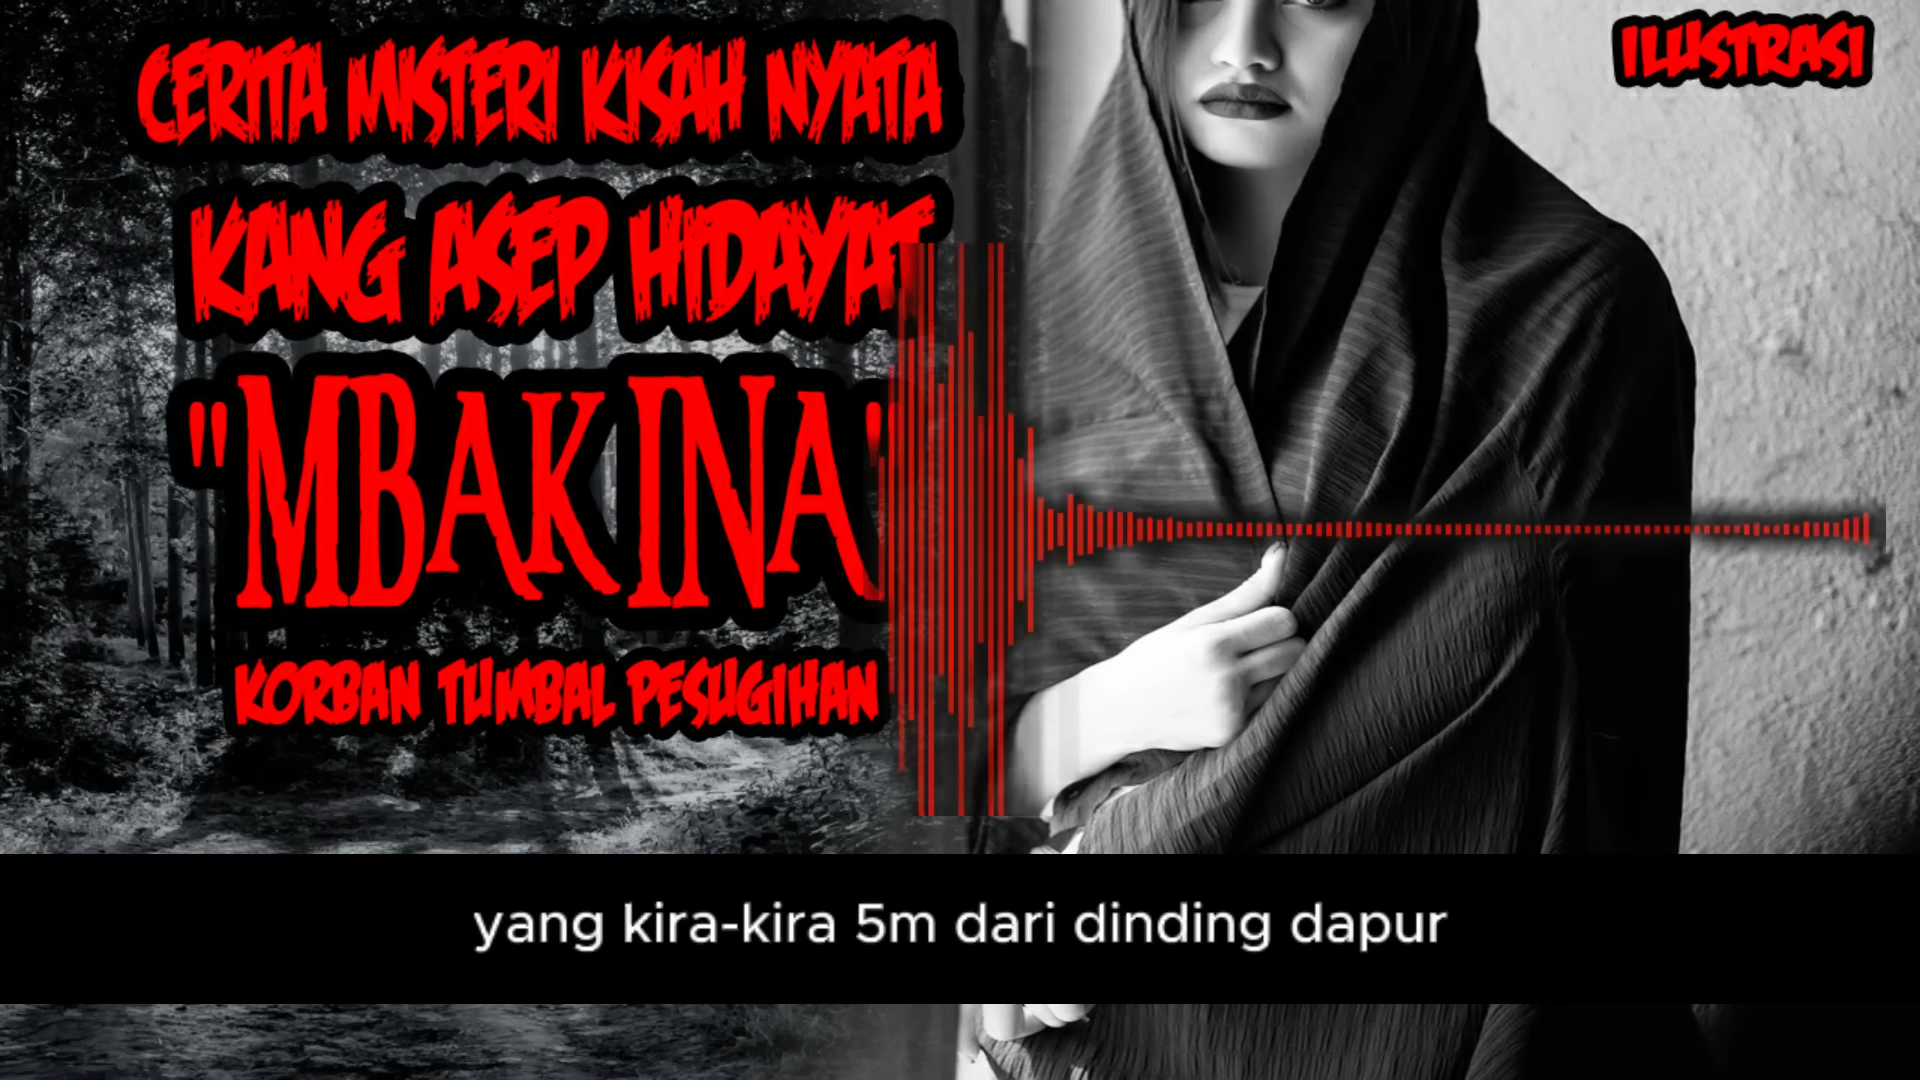 CERITA MISTERI KISAH NYATA
ILUSTRASI
KANG ASEP HIDAYAT
"MBAK INA"
KORBAN TUMBAL PESUGIHAN
yang kira-kira 5m dari dinding dapur